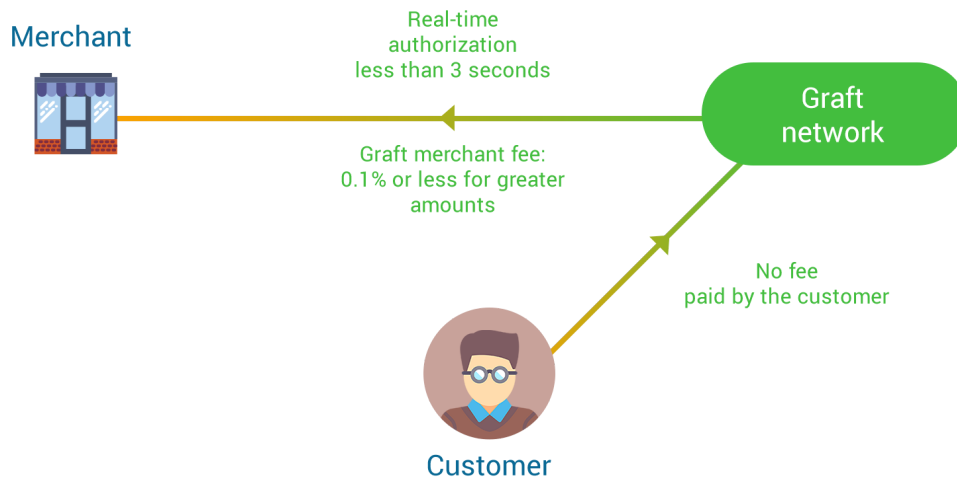 Merchant
Real-time
authorization
less than 3 seconds
Graft
network
Graft merchant fee:
0.1% or less for greater
amounts
No fee
paid by the customer
Customer